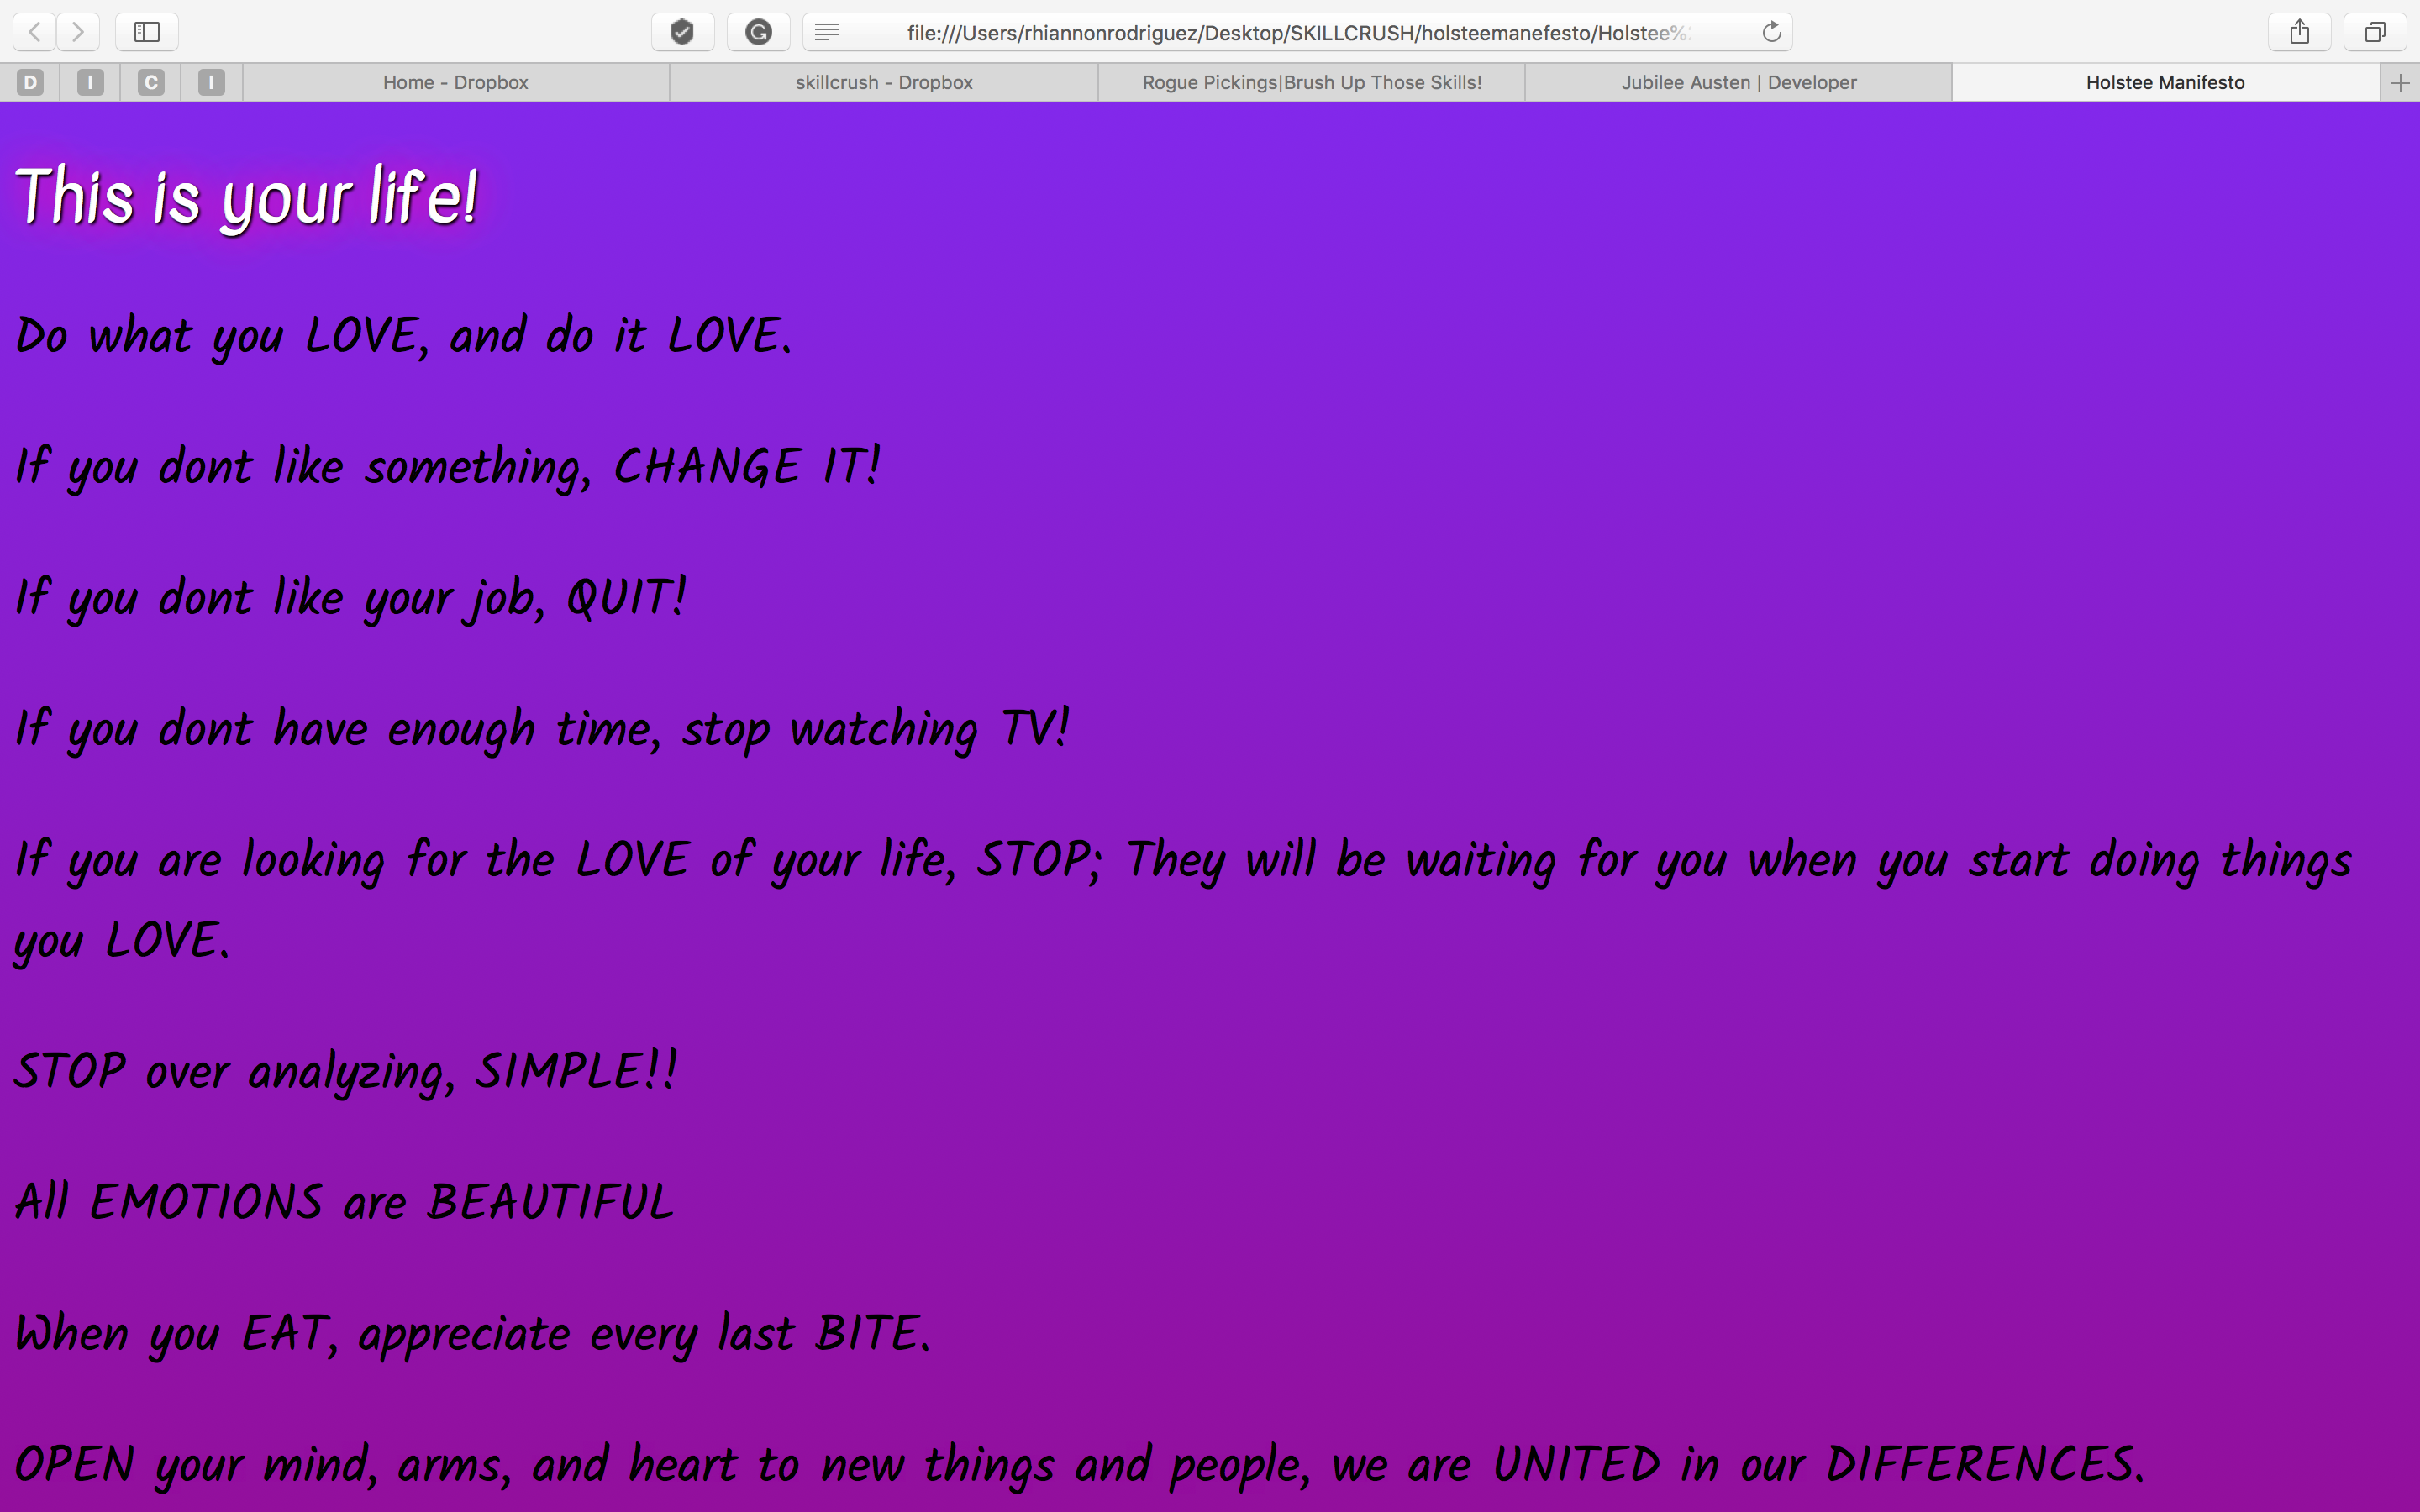 file:///Users/rhiannonrodriguez/Desktop/SKILLCRUSH/holsteemanefesto/Holstee%
D I C I Home - Dropbox skillcrush - Dropbox Rogue Pickings|Brush Up Those Skills! Jubilee Austen | Developer Holstee Manifesto
This is your life!
Do what you LOVE, and do it LOVE.
If you dont like something, CHANGE IT!
If you dont like your job, QUIT!
If you dont have enough time, stop watching TV!
If you are looking for the LOVE of your life, STOP; They will be waiting for you when you start doing things
you LOVE.
STOP over analyzing, SIMPLE!!
All EMOTIONS are BEAUTIFUL
When you EAT, appreciate every last BITE.
OPEN your mind, arms, and heart to new things and people, we are UNITED in our DIFFERENCES.